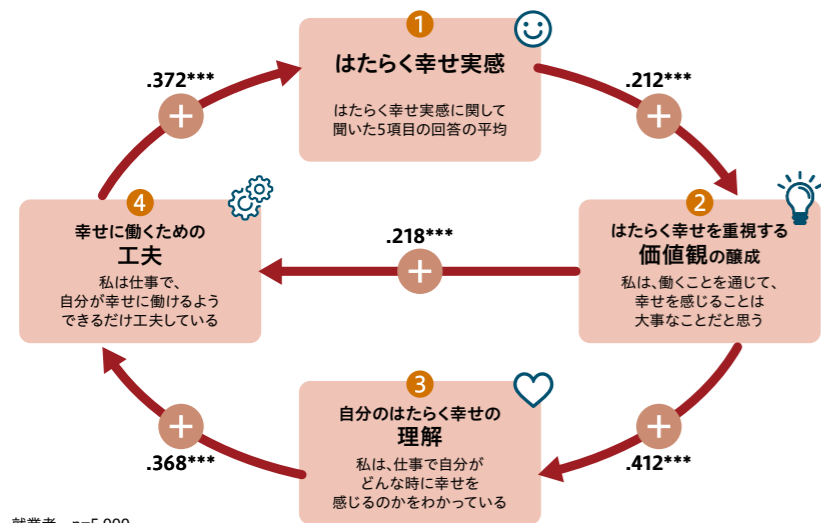 1
はたらく幸せ実感
はたらく幸せ実感に関して
聞いた5項目の回答の平均
.372***
+
.212***
+
4
幸せに働くための
工夫
私は仕事で、
自分が幸せに働けるよう
できるだけ工夫している
.218***
+
2
はたらく幸せを重視する
価値観の醸成
私は、働くことを通じて、
幸せを感じることは
大事なことだと思う
3
自分のはたらく幸せの
理解
私は、仕事で自分が
どんな時に幸せを
感じるのかをわかっている
+
.368***
+
.412***
就業者 n=5,000